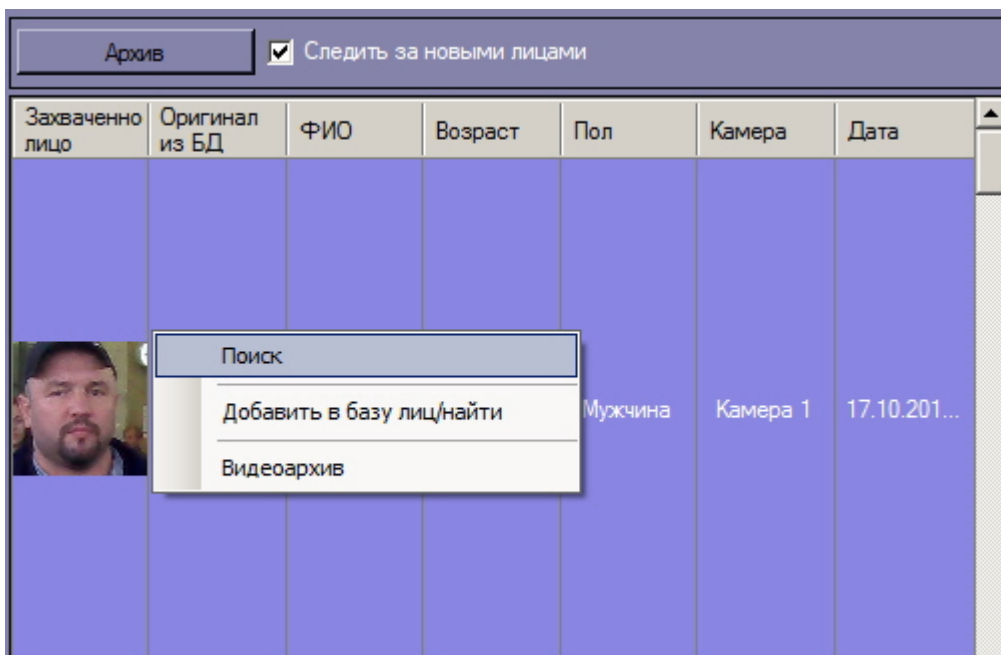 Архив
Следить за новыми лицами
Захваченно
лицо
Оригинал
из БД
ФИО
Возраст
Пол
Камера
Дата
Поиск
Добавить в базу лиц/найти
Видеоархив
Мужчина
Камера 1
17.10.201...